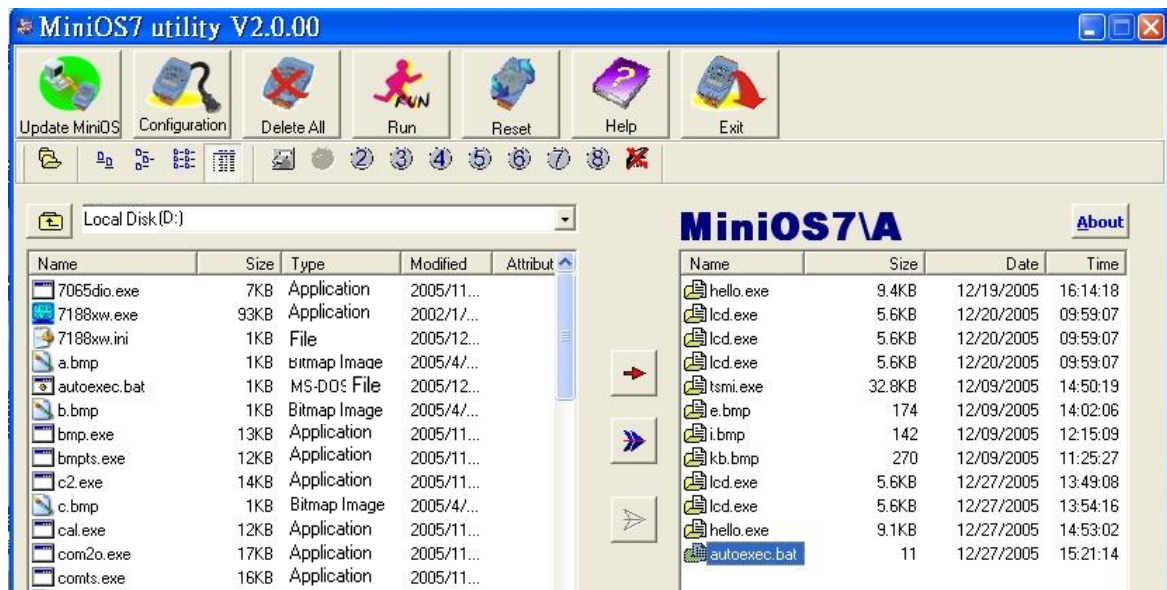 MiniOS7 utility V2.0.00
Update MiniOS Configuration Delete All Run Reset Help Exit
RUN
2 3 4 5 6 7 8
Local Disk(D:)
MiniOS7\A
About
Name Size Type Modified Attribut
7065dio.exe 7KB Application 2005/11...
7188xw.exe 93KB Application 2002/1/...
7188xw.ini 1KB File 2005/12...
a.bmp 1KB Bitmap Image 2005/4/...
autoexec.bat 1KB MS-DOS File 2005/12...
b.bmp 1KB Bitmap Image 2005/4/...
bmp.exe 13KB Application 2005/11...
bmpts.exe 12KB Application 2005/11...
c2.exe 14KB Application 2005/11...
c.bmp 1KB Bitmap Image 2005/4/...
cal.exe 12KB Application 2005/11...
com2o.exe 17KB Application 2005/11...
comts.exe 16KB Application 2005/11...
Name Size Date Time
hello.exe 9.4KB 12/19/2005 16:14:18
lcd.exe 5.6KB 12/20/2005 09:59:07
lcd.exe 5.6KB 12/20/2005 09:59:07
lcd.exe 5.6KB 12/20/2005 09:59:07
tsmi.exe 32.8KB 12/09/2005 14:50:19
e.bmp 174 12/09/2005 14:02:06
i.bmp 142 12/09/2005 12:15:09
kb.bmp 270 12/09/2005 11:25:27
lcd.exe 5.6KB 12/27/2005 13:49:08
lcd.exe 5.6KB 12/27/2005 13:54:16
hello.exe 9.1KB 12/27/2005 14:53:02
autoexec.bat 11 12/27/2005 15:21:14